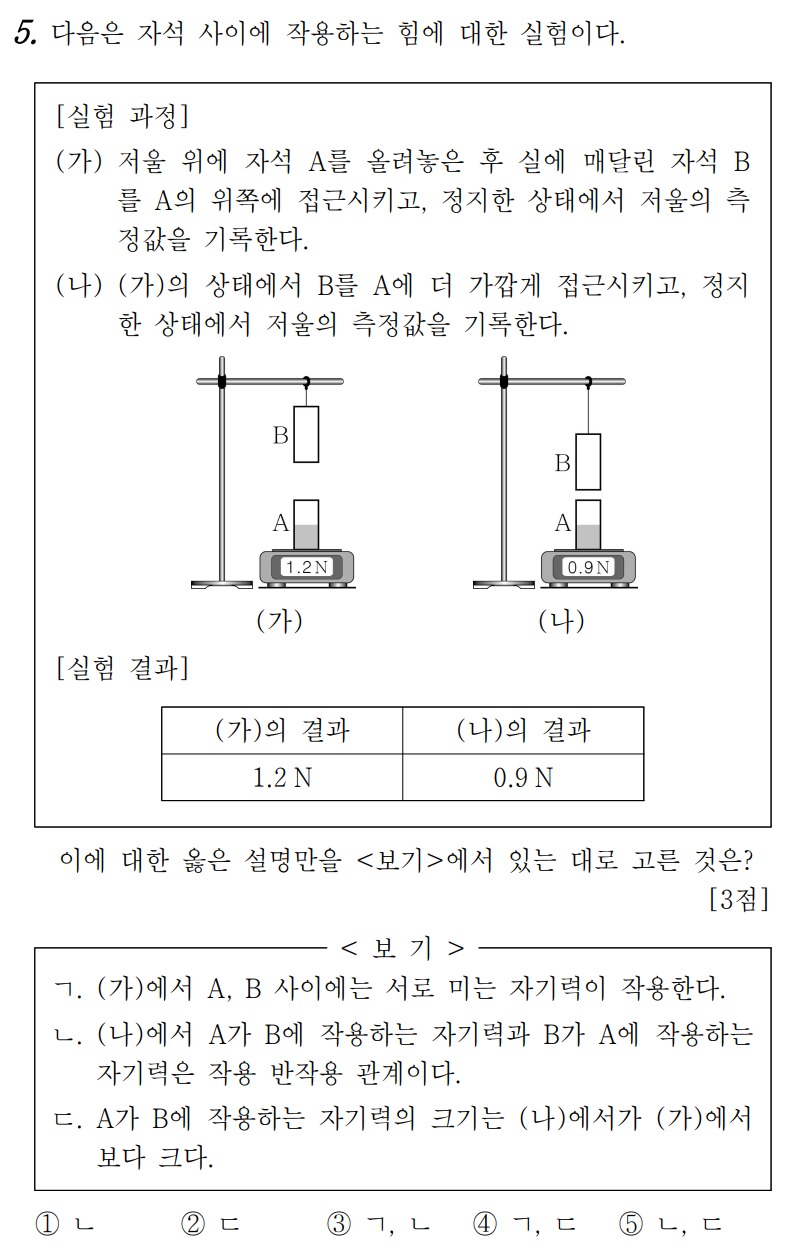 5. 다음은 자석 사이에 작용하는 힘에 대한 실험이다.
[실험 과정]
(가) 저울 위에 자석 A를 올려놓은 후 실에 매달린 자석 B
를 A의 위쪽에 접근시키고, 정지한 상태에서 저울의 측
정값을 기록한다.
(나) (가)의 상태에서 B를 A에 더 가깝게 접근시키고, 정지
한 상태에서 저울의 측정값을 기록한다.
B
A
1.2 N
(가)
B
A
0.9 N
(나)
[실험 결과]
(가)의 결과 (나)의 결과
1.2 N 0.9 N
이에 대한 옳은 설명만을 <보기>에서 있는 대로 고른 것은?
[3점]
< 보 기 >
ㄱ. (가)에서 A, B 사이에는 서로 미는 자기력이 작용한다.
ㄴ. (나)에서 A가 B에 작용하는 자기력과 B가 A에 작용하는
자기력은 작용 반작용 관계이다.
ㄷ. A가 B에 작용하는 자기력의 크기는 (나)에서가 (가)에서
보다 크다.
① ㄴ ② ㄷ ③ ㄱ, ㄴ ④ ㄱ, ㄷ ⑤ ㄴ, ㄷ